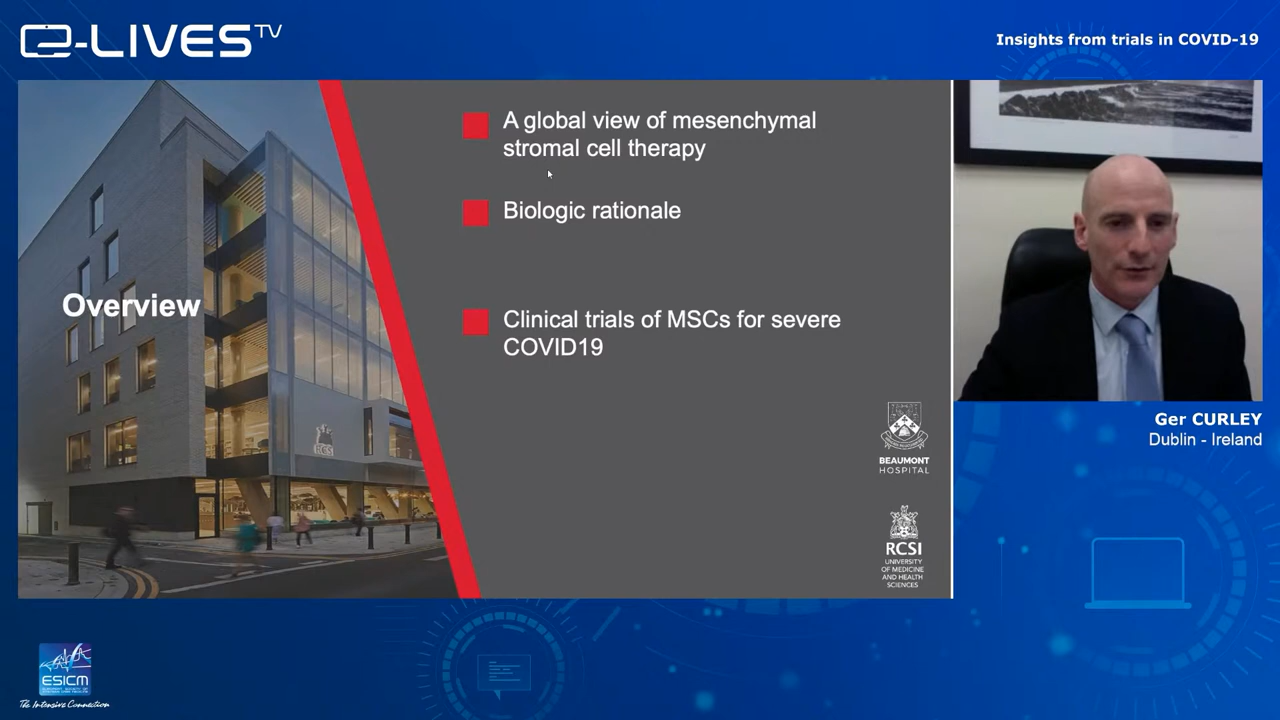 e-LIVES TV
Insights from trials in COVID-19
A global view of mesenchymal
stromal cell therapy
Biologic rationale
Overview
Clinical trials of MSCs for severe
COVID19
RCSI
BEAUMONT
HOSPITAL
RCSI
UNIVERSITY
OF MEDICINE
AND HEALTH
SCIENCES
Ger CURLEY
Dublin - Ireland
ESICM
The Intensive Connection